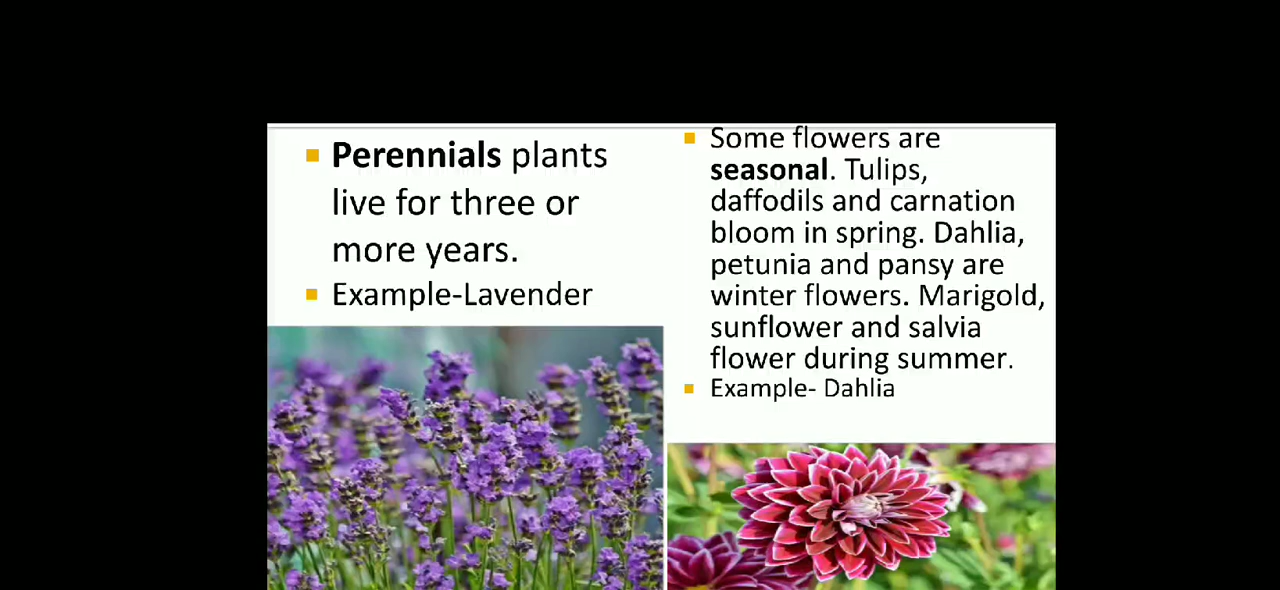 Perennials plants
live for three or
more years.
Example-Lavender
Some flowers are
seasonal. Tulips,
daffodils and carnation
bloom in spring. Dahlia,
petunia and pansy are
winter flowers. Marigold,
sunflower and salvia
flower during summer.
Example- Dahlia